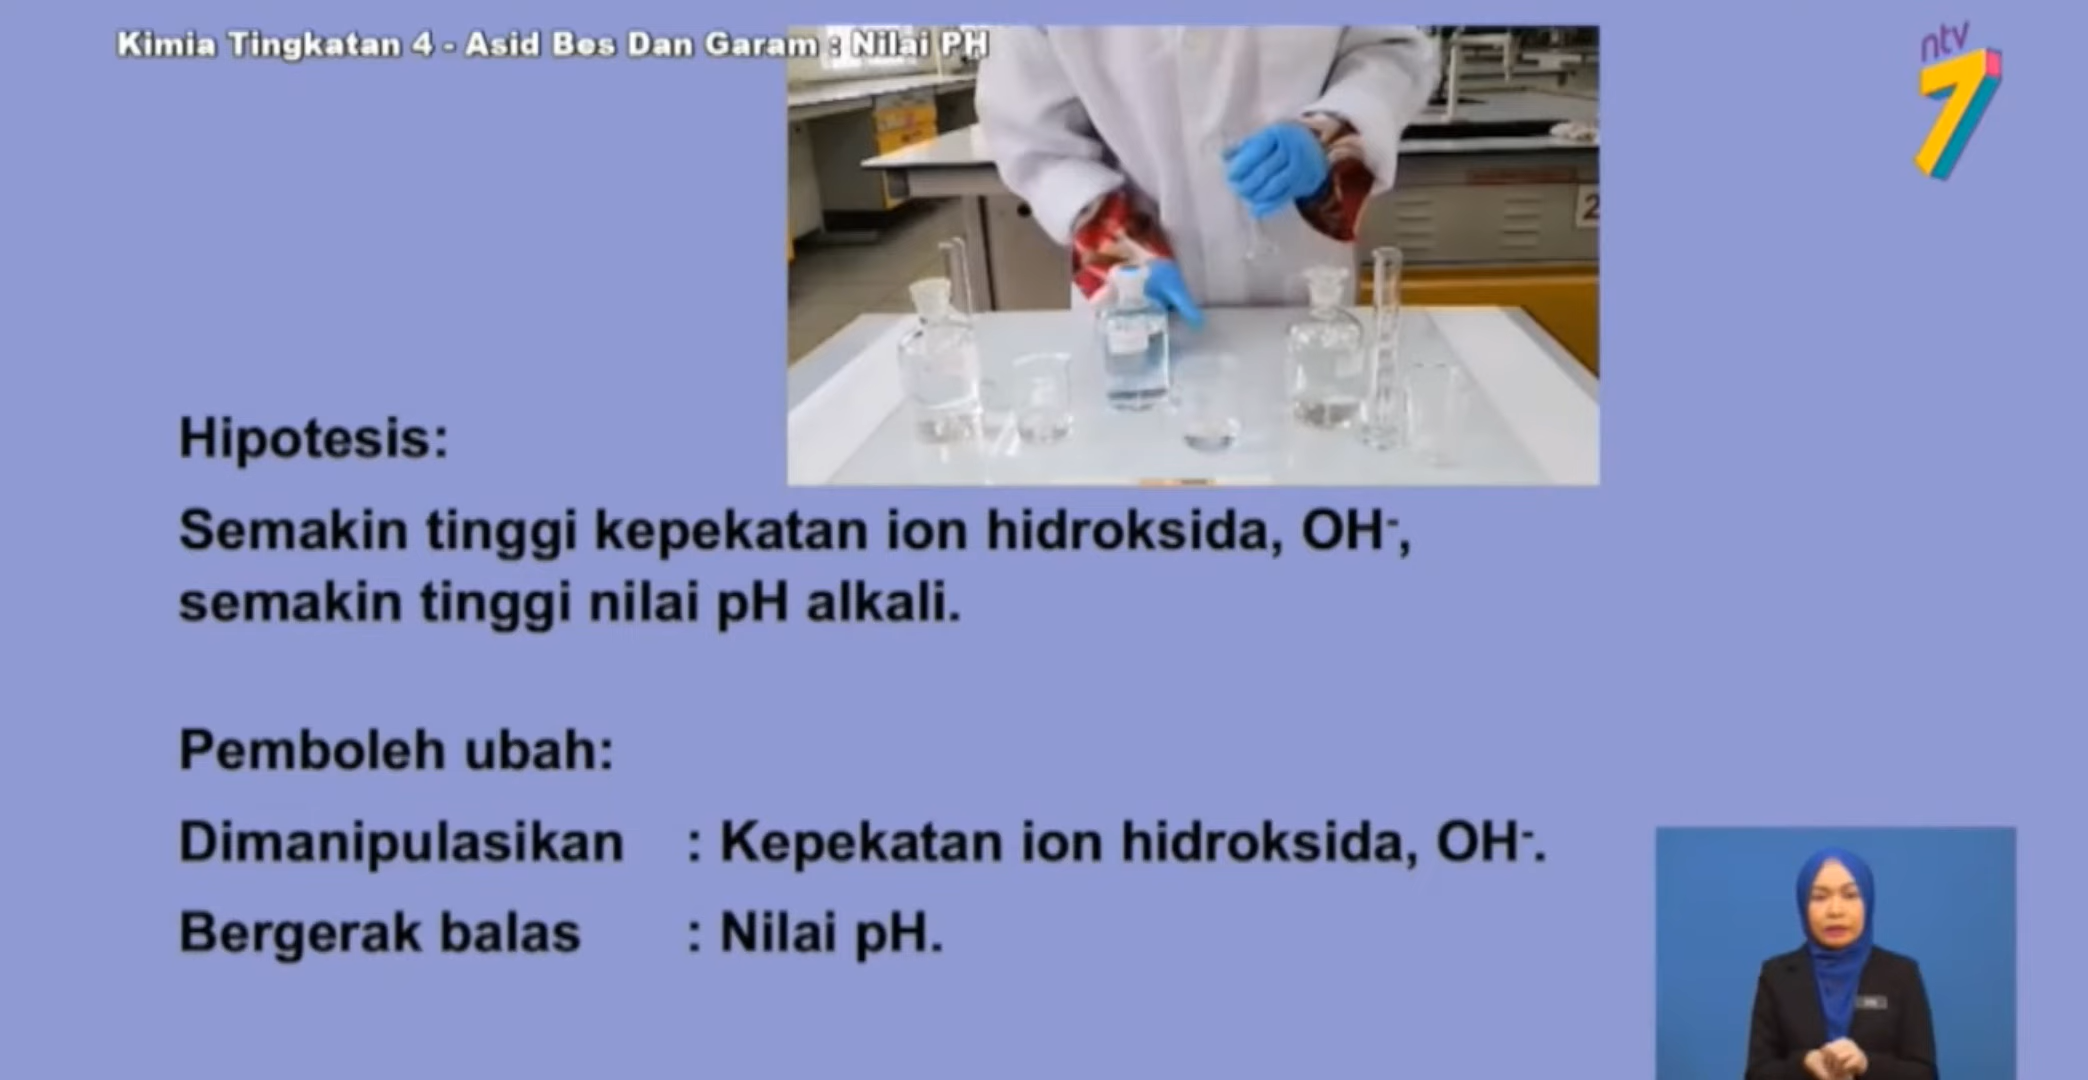 Kimia Tingkatan 4 - Asid Bes Dan Garam : Nilai PH
ntv
7
2
Hipotesis:
Semakin tinggi kepekatan ion hidroksida, OH⁻,
semakin tinggi nilai pH alkali.
Pemboleh ubah:
Dimanipulasikan : Kepekatan ion hidroksida, OH⁻.
Bergerak balas : Nilai pH.